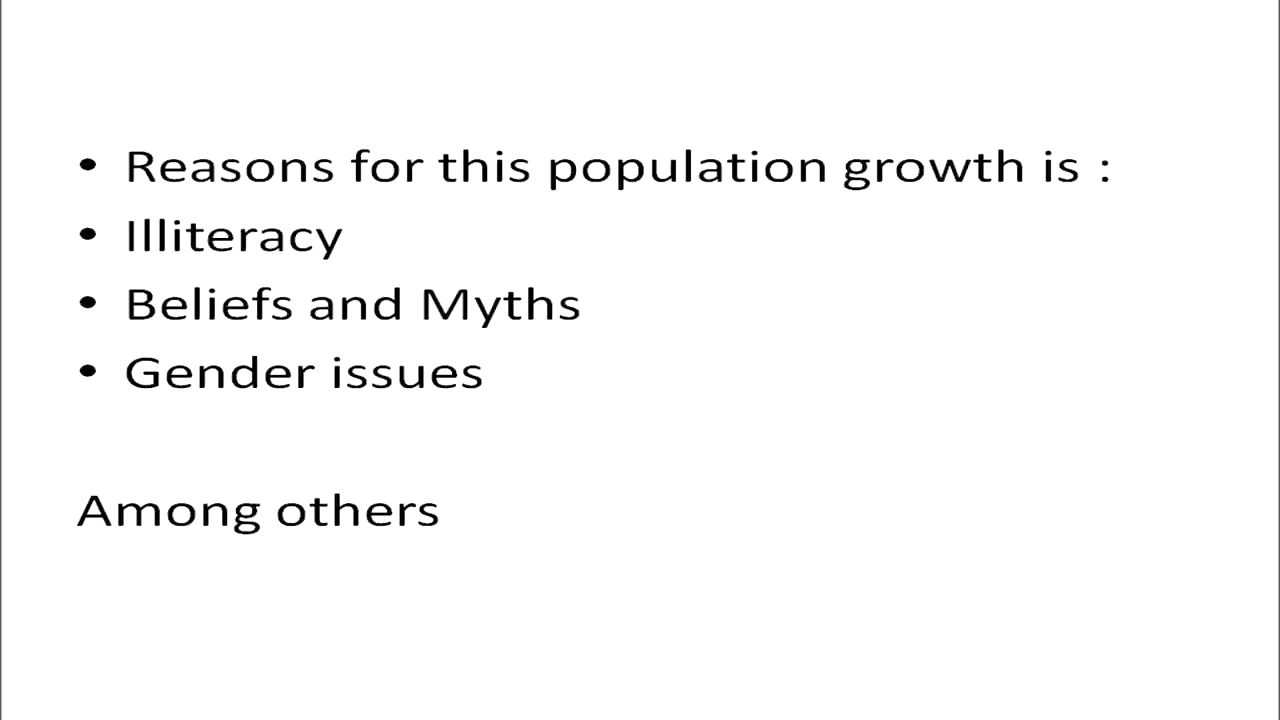 • Reasons for this population growth is :
• Illiteracy
• Beliefs and Myths
• Gender issues
Among others